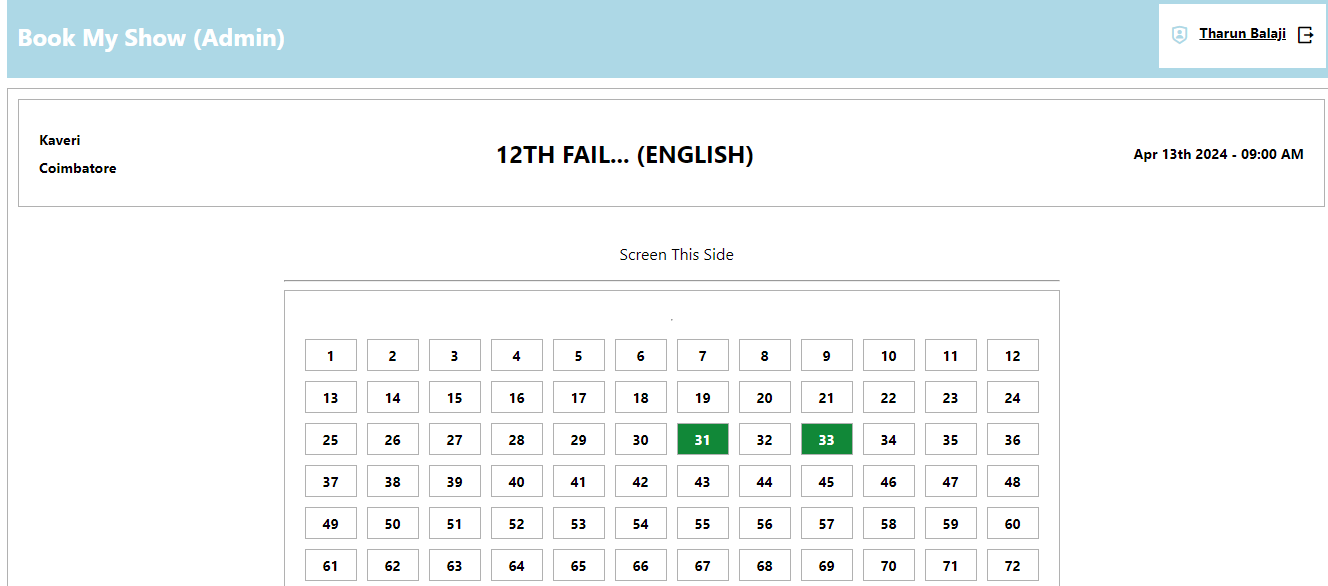 Book My Show (Admin)
Tharun Balaji
Kaveri
Coimbatore
12TH FAIL... (ENGLISH)
Apr 13th 2024 - 09:00 AM
Screen This Side
1 2 3 4 5 6 7 8 9 10 11 12
13 14 15 16 17 18 19 20 21 22 23 24
25 26 27 28 29 30 31 32 33 34 35 36
37 38 39 40 41 42 43 44 45 46 47 48
49 50 51 52 53 54 55 56 57 58 59 60
61 62 63 64 65 66 67 68 69 70 71 72